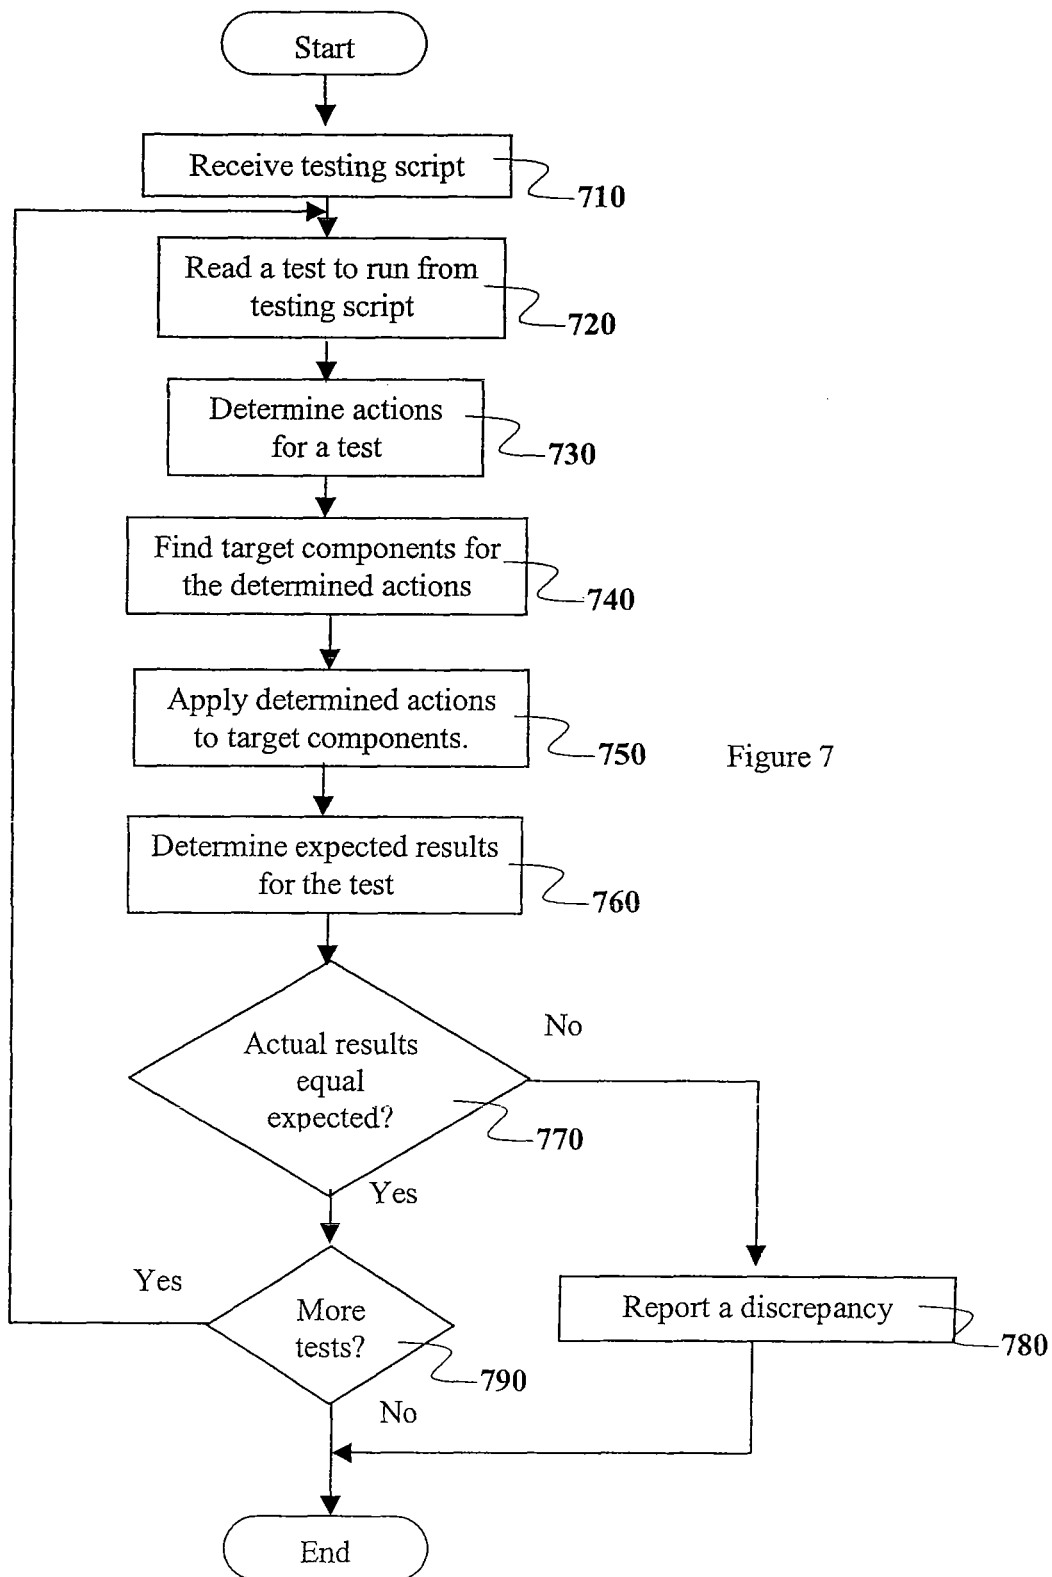 Start
Receive testing script
710
Read a test to run from
testing script
720
Determine actions
for a test
730
Find target components for
the determined actions
740
Apply determined actions
to target components.
750
Figure 7
Determine expected results
for the test
760
No
Actual results
equal
expected?
770
Yes
Yes
More
tests?
790
Report a discrepancy
780
No
End